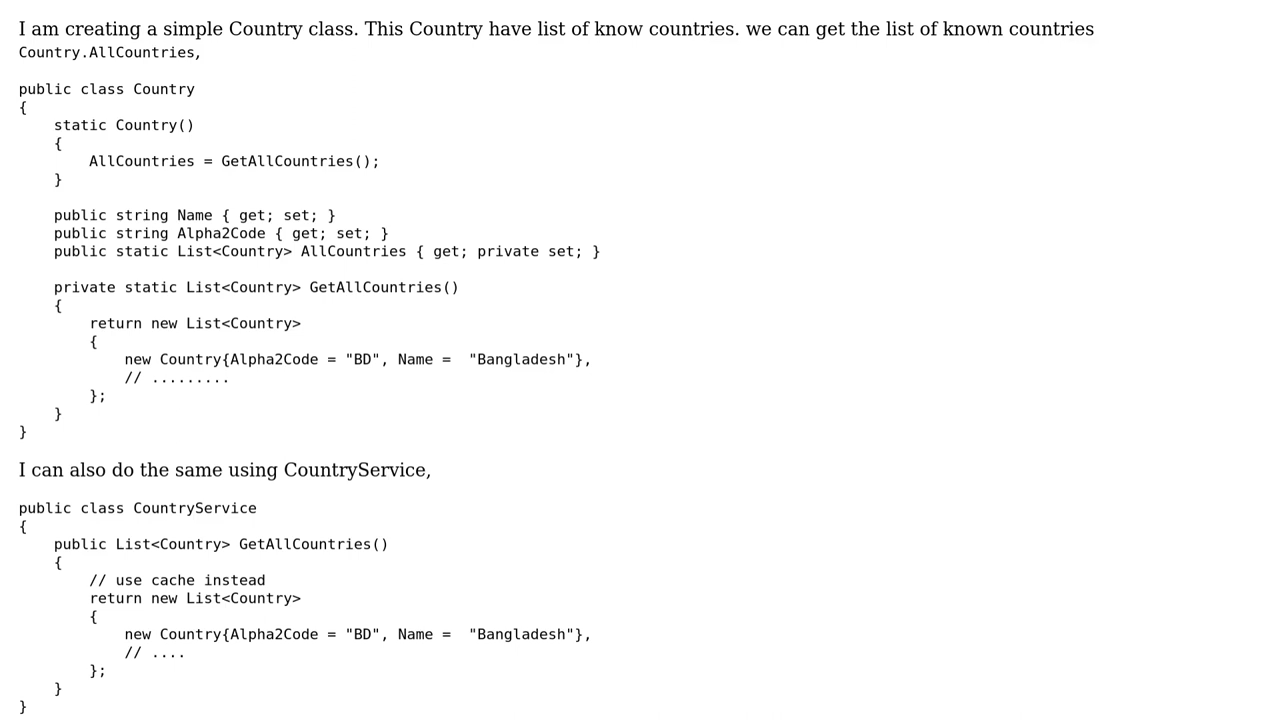 I am creating a simple Country class. This Country have list of know countries. we can get the list of known countries
Country.AllCountries,
public class Country
{
    static Country()
    {
        AllCountries = GetAllCountries();
    }
    public string Name { get; set; }
    public string Alpha2Code { get; set; }
    public static List<Country> AllCountries { get; private set; }
    private static List<Country> GetAllCountries()
    {
        return new List<Country>
        {
            new Country{Alpha2Code = "BD", Name =  "Bangladesh"},
            // .........
        };
    }
}
I can also do the same using CountryService,
public class CountryService
{
    public List<Country> GetAllCountries()
    {
        // use cache instead
        return new List<Country>
        {
            new Country{Alpha2Code = "BD", Name =  "Bangladesh"},
            // ....
        };
    }
}